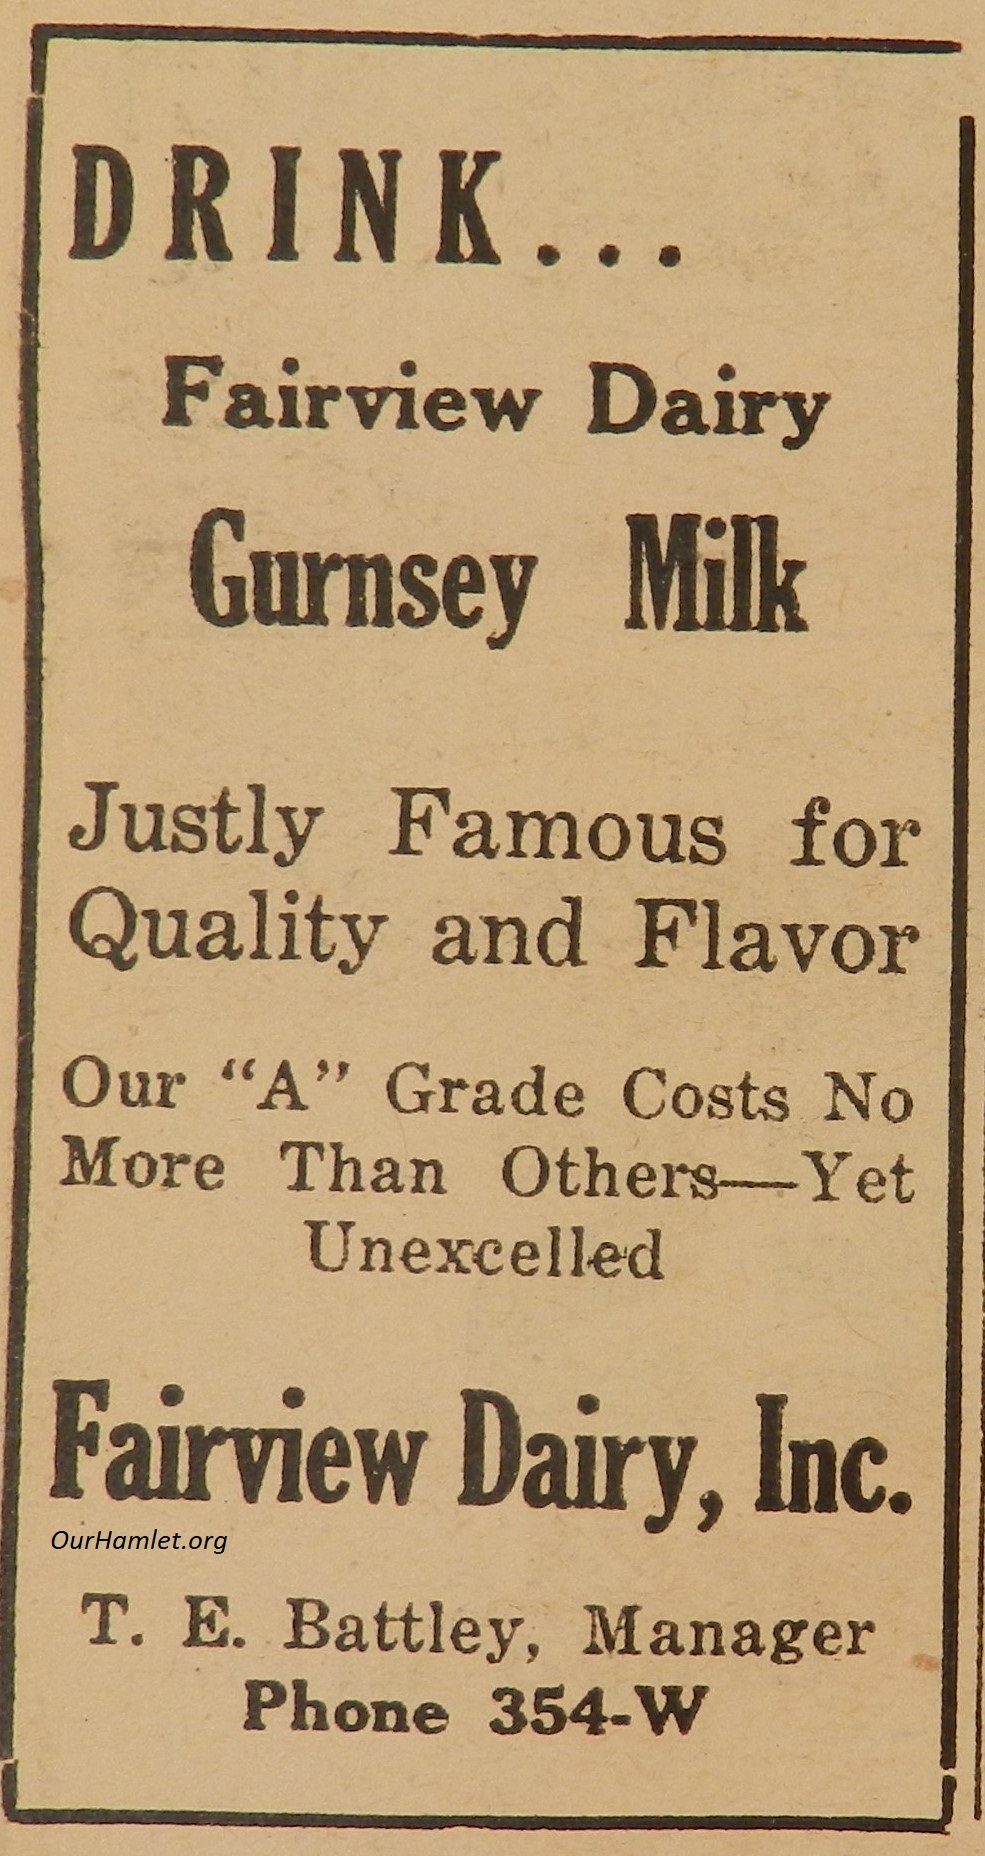 DRINK...
Fairview Dairy
Gurnsey Milk
Justly Famous for
Quality and Flavor
Our "A" Grade Costs No
More Than Others—Yet
Unexcelled
Fairview Dairy, Inc.
OurHamlet.org
T. E. Battley, Manager
Phone 354-W